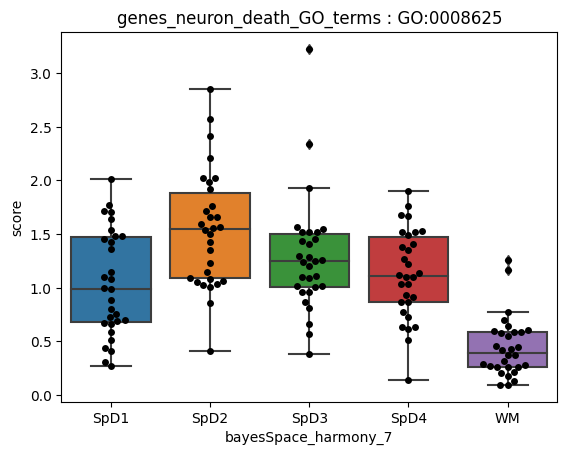 genes_neuron_death_GO_terms : GO:0008625
score
3.0
2.5
2.0
1.5
1.0
0.5
0.0
SpD1 SpD2 SpD3 SpD4 WM
bayesSpace_harmony_7